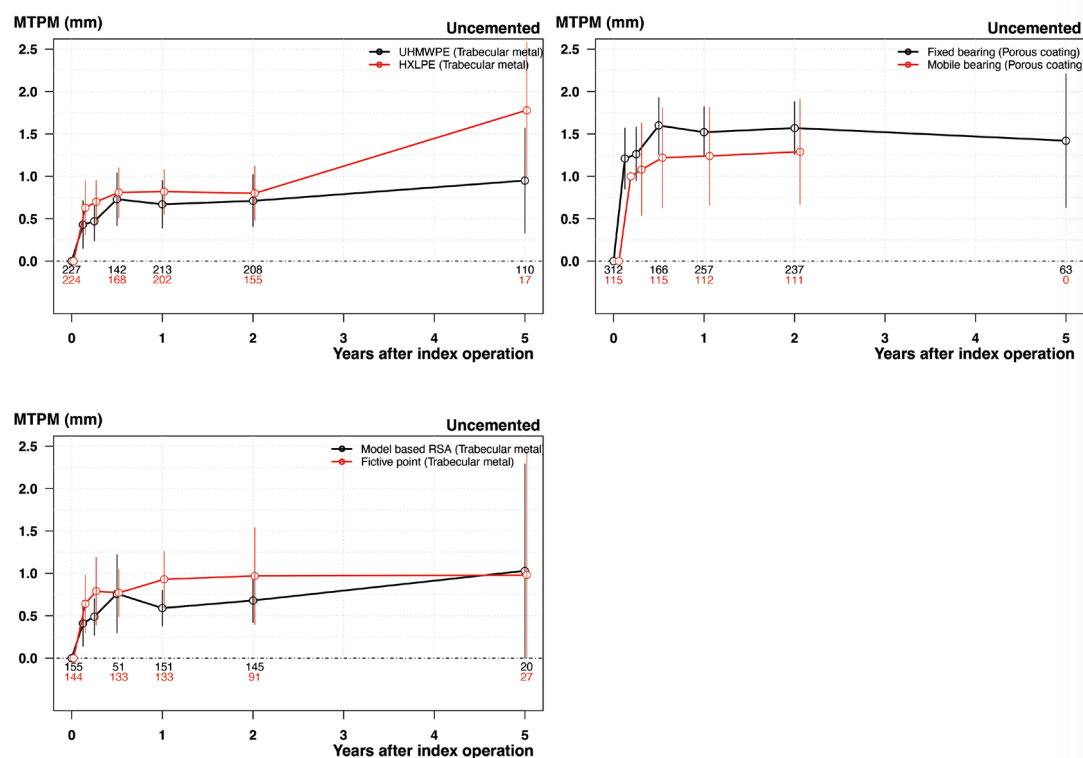 MTPM (mm)
Uncemented
UHMWPE (Trabecular metal)
HXLPE (Trabecular metal)
2.5
2.0
1.5
1.0
0.5
0.0
227 142 213 208 110
224 168 202 155 17
0 1 2 3 4 5
Years after index operation
MTPM (mm)
Uncemented
Fixed bearing (Porous coating)
Mobile bearing (Porous coating)
2.5
2.0
1.5
1.0
0.5
0.0
312 166 257 237 63
115 115 112 111 0
0 1 2 3 4 5
Years after index operation
MTPM (mm)
Uncemented
Model based RSA (Trabecular metal
Fictive point (Trabecular metal)
2.5
2.0
1.5
1.0
0.5
0.0
155 51 151 145 20
144 133 133 91 27
0 1 2 3 4 5
Years after index operation